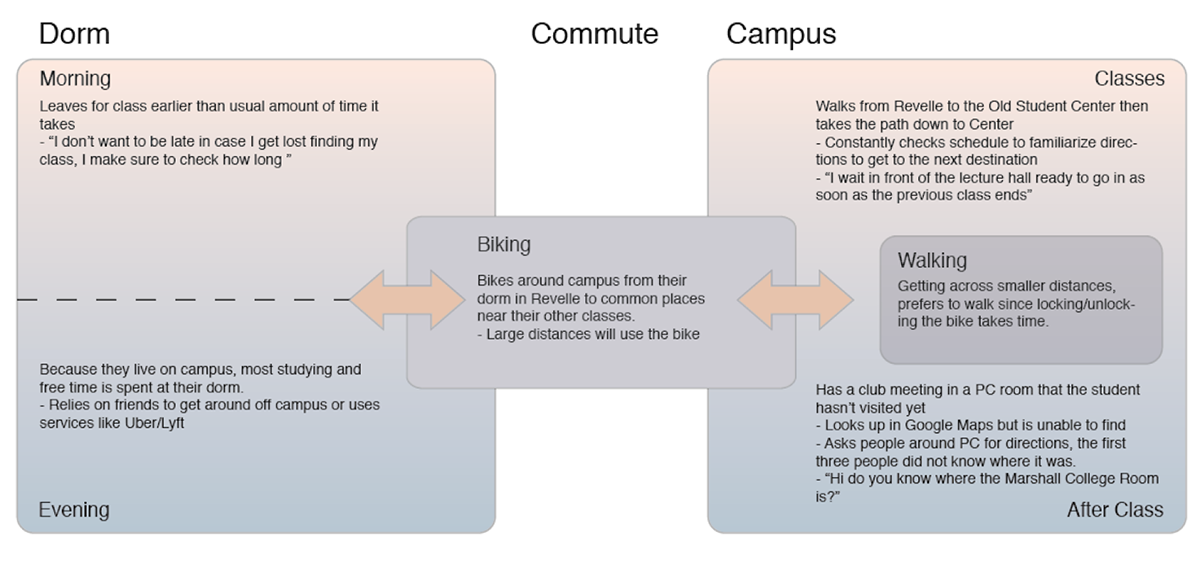 Dorm
Commute
Campus
Morning
Leaves for class earlier than usual amount of time it
takes
- “I don’t want to be late in case I get lost finding my
class, I make sure to check how long ”
Because they live on campus, most studying and
free time is spent at their dorm.
- Relies on friends to get around off campus or uses
services like Uber/Lyft
Evening
Biking
Bikes around campus from their
dorm in Revelle to common places
near their other classes.
- Large distances will use the bike
Classes
Walks from Revelle to the Old Student Center then
takes the path down to Center
- Constantly checks schedule to familiarize direc-
tions to get to the next destination
- “I wait in front of the lecture hall ready to go in as
soon as the previous class ends”
Walking
Getting across smaller distances,
prefers to walk since locking/unlock-
ing the bike takes time.
Has a club meeting in a PC room that the student
hasn’t visited yet
- Looks up in Google Maps but is unable to find
- Asks people around PC for directions, the first
three people did not know where it was.
- “Hi do you know where the Marshall College Room
is?”
After Class